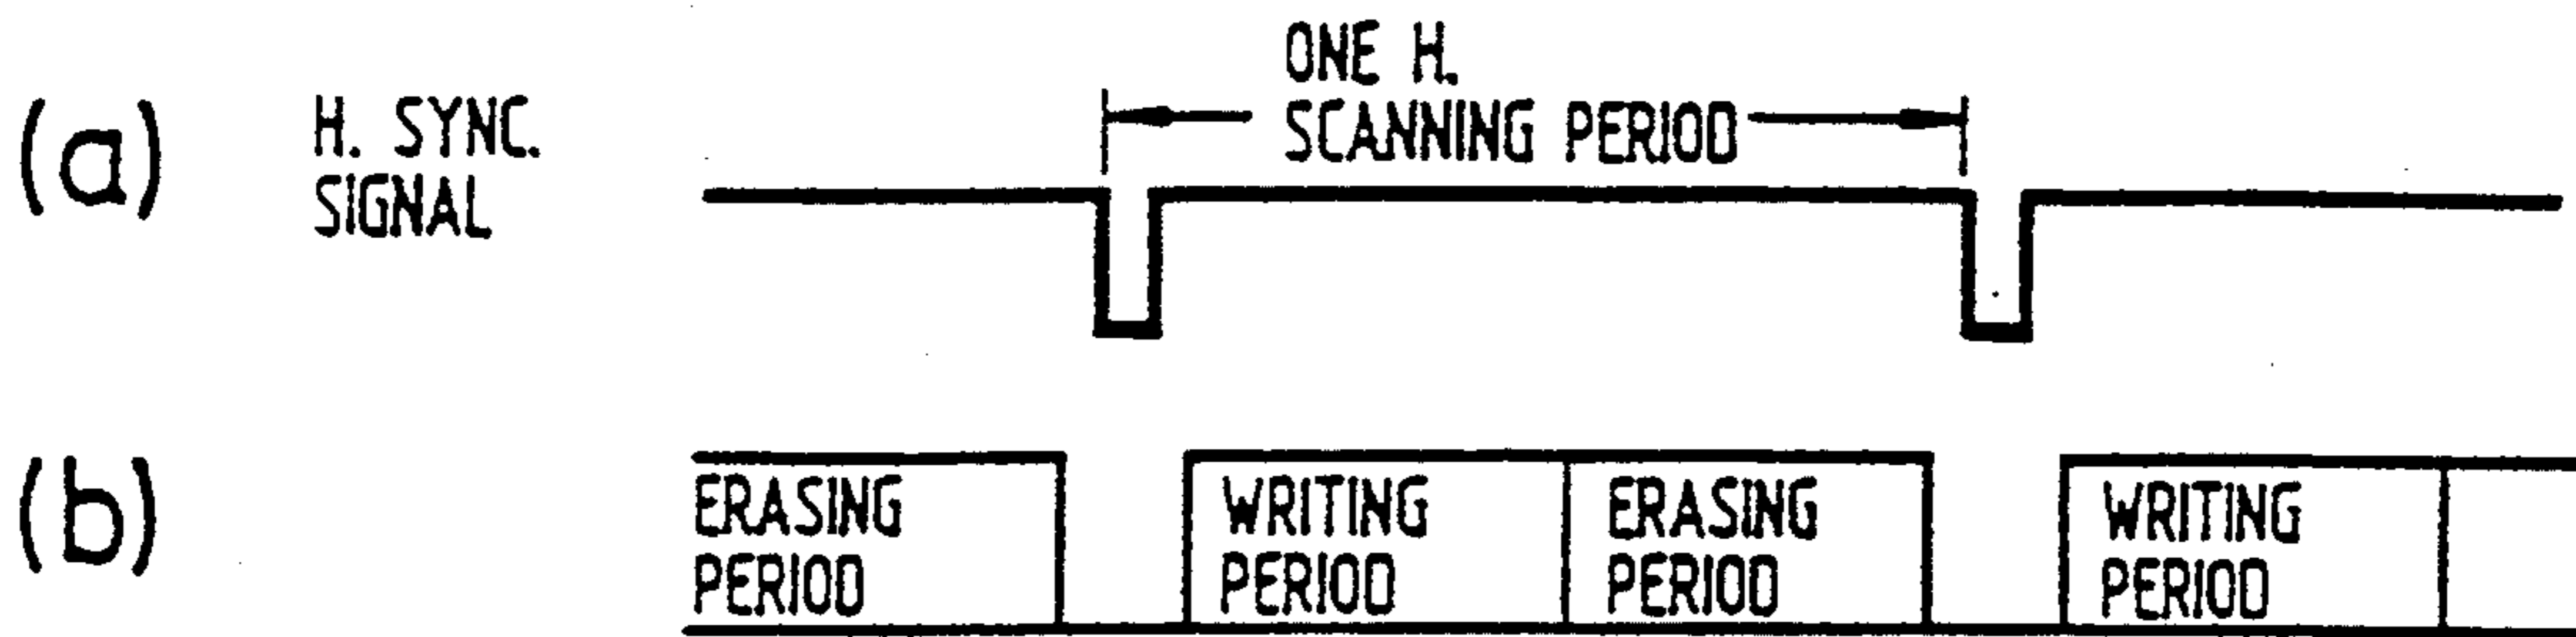 (a)
H. SYNC.
SIGNAL
ONE H.
SCANNING PERIOD
(b)
ERASING
PERIOD
WRITING
PERIOD
ERASING
PERIOD
WRITING
PERIOD